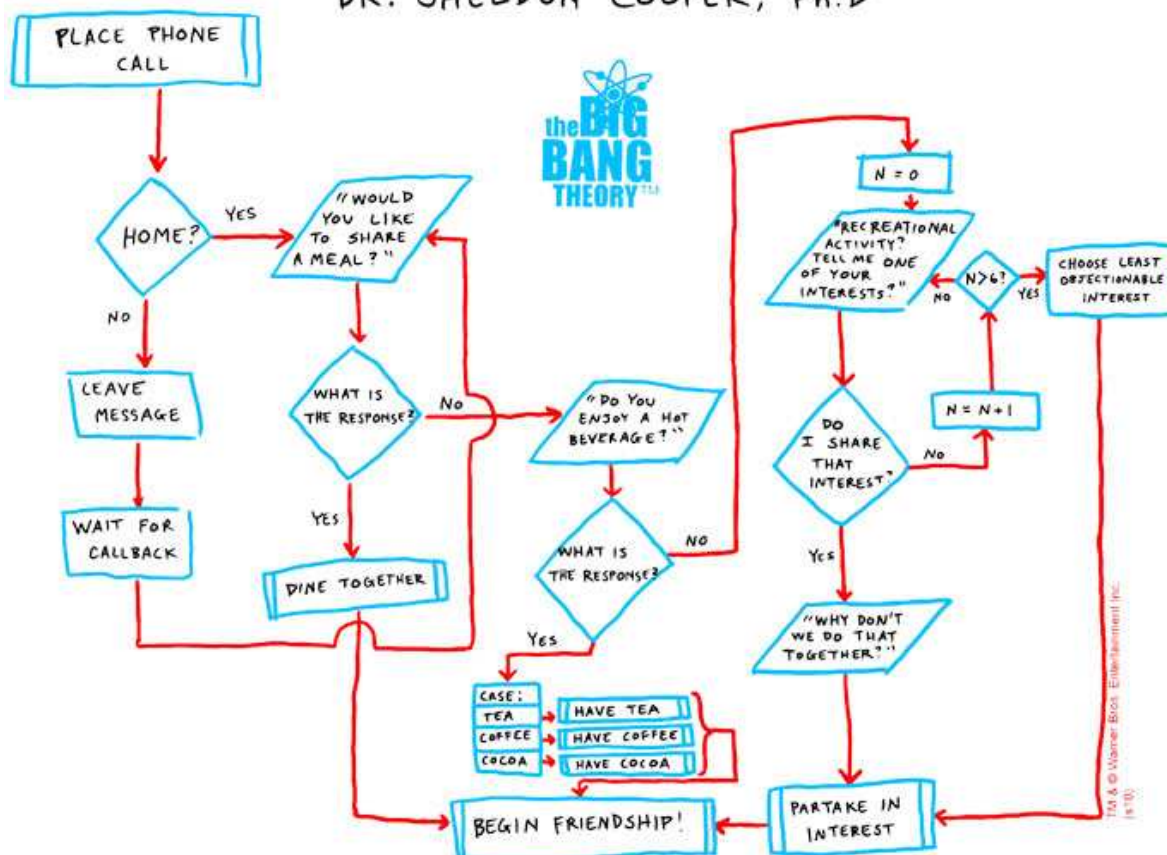 DR. SHELDON COOPER, PH.D
PLACE PHONE
CALL
the BIG
BANG
THEORY™
HOME?
YES
NO
"WOULD
YOU LIKE
TO SHARE
A MEAL?"
LEAVE
MESSAGE
WAIT FOR
CALLBACK
WHAT IS
THE RESPONSE?
NO
YES
DINE TOGETHER
"DO YOU
ENJOY A HOT
BEVERAGE?"
WHAT IS
THE RESPONSE?
NO
YES
CASE:
TEA
HAVE TEA
COFFEE
HAVE COFFEE
COCOA
HAVE COCOA
N = 0
"RECREATIONAL
ACTIVITY?
TELL ME ONE
OF YOUR
INTERESTS?"
N>6?
NO
YES
CHOOSE LEAST
OBJECTIONABLE
INTEREST
N = N+1
DO
I SHARE
THAT
INTEREST?
NO
YES
"WHY DON'T
WE DO THAT
TOGETHER?"
PARTAKE IN
INTEREST
BEGIN FRIENDSHIP!
TM & © Warner Bros. Entertainment Inc.